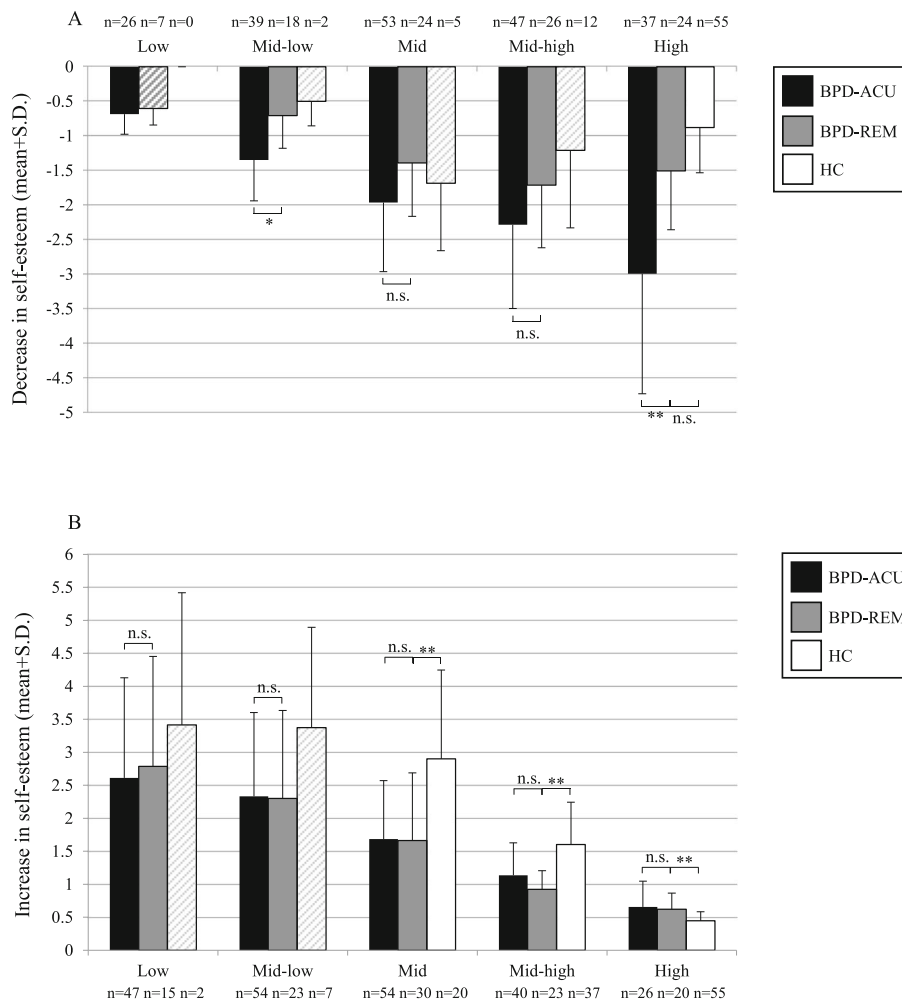 A
n=26 n=7 n=0 n=39 n=18 n=2 n=53 n=24 n=5 n=47 n=26 n=12 n=37 n=24 n=55
Low Mid-low Mid Mid-high High
Decrease in self-esteem (mean+S.D.)
0
-0.5
-1
-1.5
-2
-2.5
-3
-3.5
-4
-4.5
-5
*
n.s.
n.s.
** n.s.
BPD-ACU
BPD-REM
HC
B
Increase in self-esteem (mean+S.D.)
6
5.5
5
4.5
4
3.5
3
2.5
2
1.5
1
0.5
0
n.s.
n.s.
n.s. **
n.s. **
n.s. **
BPD-ACU
BPD-REM
HC
Low Mid-low Mid Mid-high High
n=47 n=15 n=2 n=54 n=23 n=7 n=54 n=30 n=20 n=40 n=23 n=37 n=26 n=20 n=55